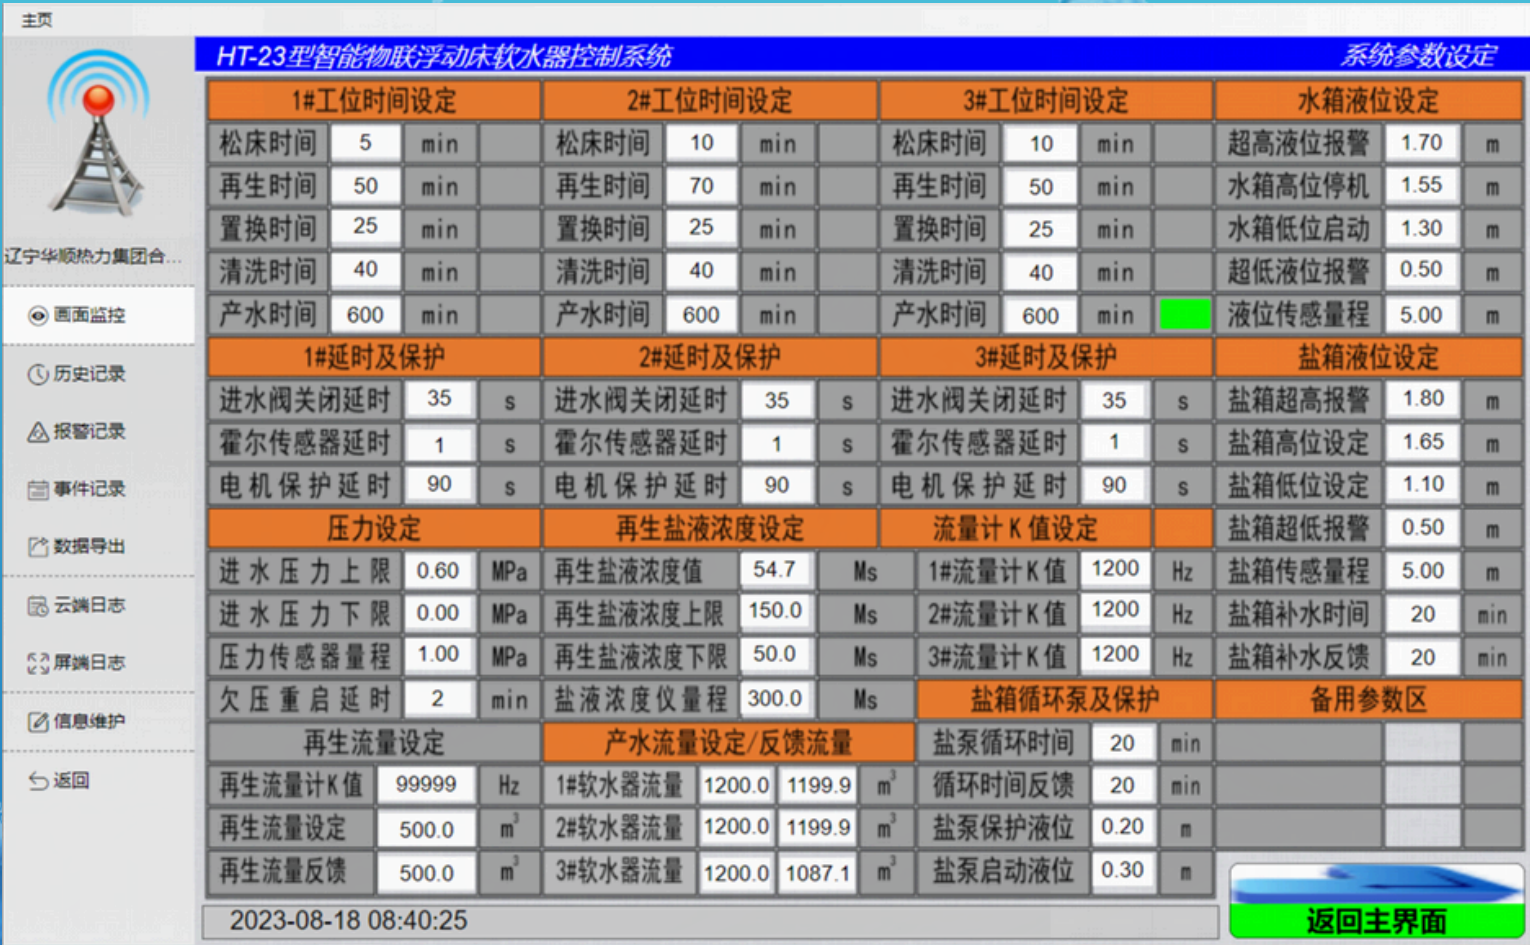 主页
HT-23型智能物联浮动床软水器控制系统 系统参数设定
辽宁华顺热力集团合...
画面监控
历史记录
报警记录
事件记录
数据导出
云端日志
屏端日志
信息维护
返回
1#工位时间设定 2#工位时间设定 3#工位时间设定 水箱液位设定
松床时间 5 min 松床时间 10 min 松床时间 10 min 超高液位报警 1.70 m
再生时间 50 min 再生时间 70 min 再生时间 50 min 水箱高位停机 1.55 m
置换时间 25 min 置换时间 25 min 置换时间 25 min 水箱低位启动 1.30 m
清洗时间 40 min 清洗时间 40 min 清洗时间 40 min 超低液位报警 0.50 m
产水时间 600 min 产水时间 600 min 产水时间 600 min 液位传感量程 5.00 m
1#延时及保护 2#延时及保护 3#延时及保护 盐箱液位设定
进水阀关闭延时 35 s 进水阀关闭延时 35 s 进水阀关闭延时 35 s 盐箱超高报警 1.80 m
霍尔传感器延时 1 s 霍尔传感器延时 1 s 霍尔传感器延时 1 s 盐箱高位设定 1.65 m
电机保护延时 90 s 电机保护延时 90 s 电机保护延时 90 s 盐箱低位设定 1.10 m
压力设定 再生盐液浓度设定 流量计K值设定 盐箱超低报警 0.50 m
进水压力上限 0.60 MPa 再生盐液浓度值 54.7 Ms 1#流量计K值 1200 Hz 盐箱传感量程 5.00 m
进水压力下限 0.00 MPa 再生盐液浓度上限 150.0 Ms 2#流量计K值 1200 Hz 盐箱补水时间 20 min
压力传感器量程 1.00 MPa 再生盐液浓度下限 50.0 Ms 3#流量计K值 1200 Hz 盐箱补水反馈 20 min
欠压重启延时 2 min 盐液浓度仪量程 300.0 Ms 盐箱循环泵及保护 备用参数区
再生流量设定 产水流量设定/反馈流量 盐泵循环时间 20 min
再生流量计K值 99999 Hz 1#软水器流量 1200.0 1199.9 m³ 循环时间反馈 20 min
再生流量设定 500.0 m³ 2#软水器流量 1200.0 1199.9 m³ 盐泵保护液位 0.20 m
再生流量反馈 500.0 m³ 3#软水器流量 1200.0 1087.1 m³ 盐泵启动液位 0.30 m
2023-08-18 08:40:25 返回主界面